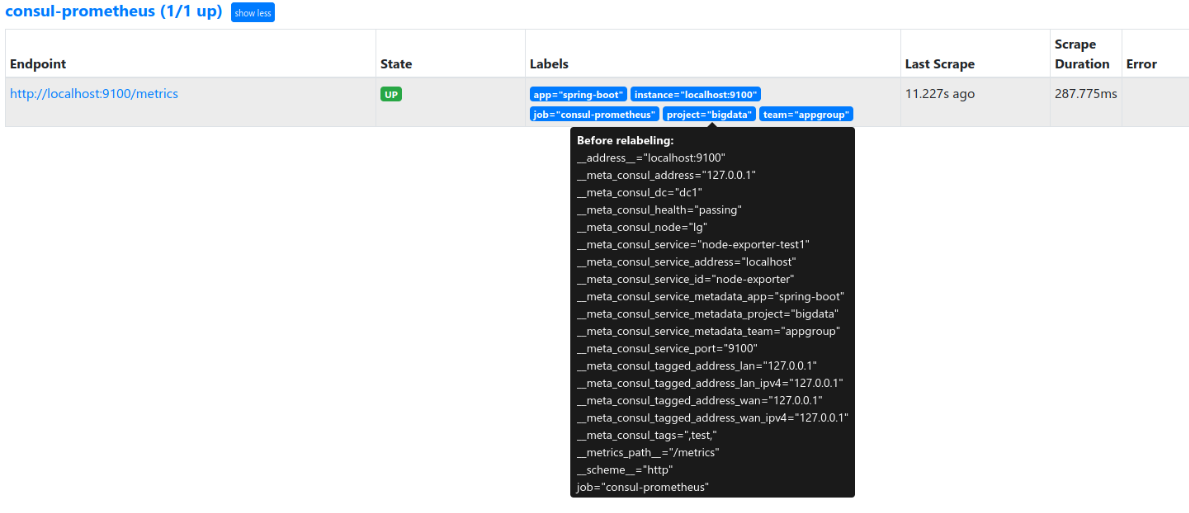 consul-prometheus (1/1 up) show less
Endpoint State Labels Last Scrape Scrape Duration Error
http://localhost:9100/metrics UP app="spring-boot" instance="localhost:9100" 11.227s ago 287.775ms
job="consul-prometheus" project="bigdata" team="appgroup"
Before relabeling:
__address__="localhost:9100"
__meta_consul_address="127.0.0.1"
__meta_consul_dc="dc1"
__meta_consul_health="passing"
__meta_consul_node="lg"
__meta_consul_service="node-exporter-test1"
__meta_consul_service_address="localhost"
__meta_consul_service_id="node-exporter"
__meta_consul_service_metadata_app="spring-boot"
__meta_consul_service_metadata_project="bigdata"
__meta_consul_service_metadata_team="appgroup"
__meta_consul_service_port="9100"
__meta_consul_tagged_address_lan="127.0.0.1"
__meta_consul_tagged_address_lan_ipv4="127.0.0.1"
__meta_consul_tagged_address_wan="127.0.0.1"
__meta_consul_tagged_address_wan_ipv4="127.0.0.1"
__meta_consul_tags=",test,"
__metrics_path__="/metrics"
__scheme__="http"
job="consul-prometheus"